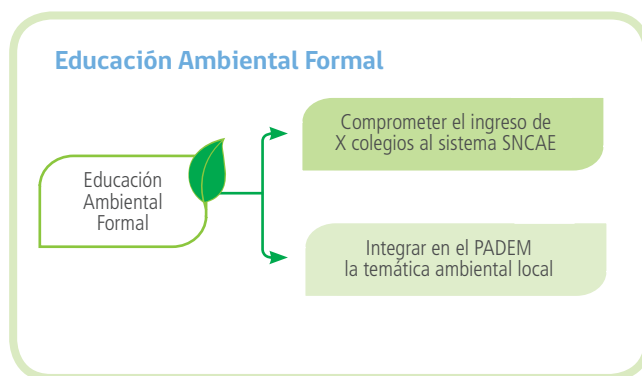 Educación Ambiental Formal
Comprometer el ingreso de
X colegios al sistema SNCAE
Educación
Ambiental
Formal
Integrar en el PADEM
la temática ambiental local